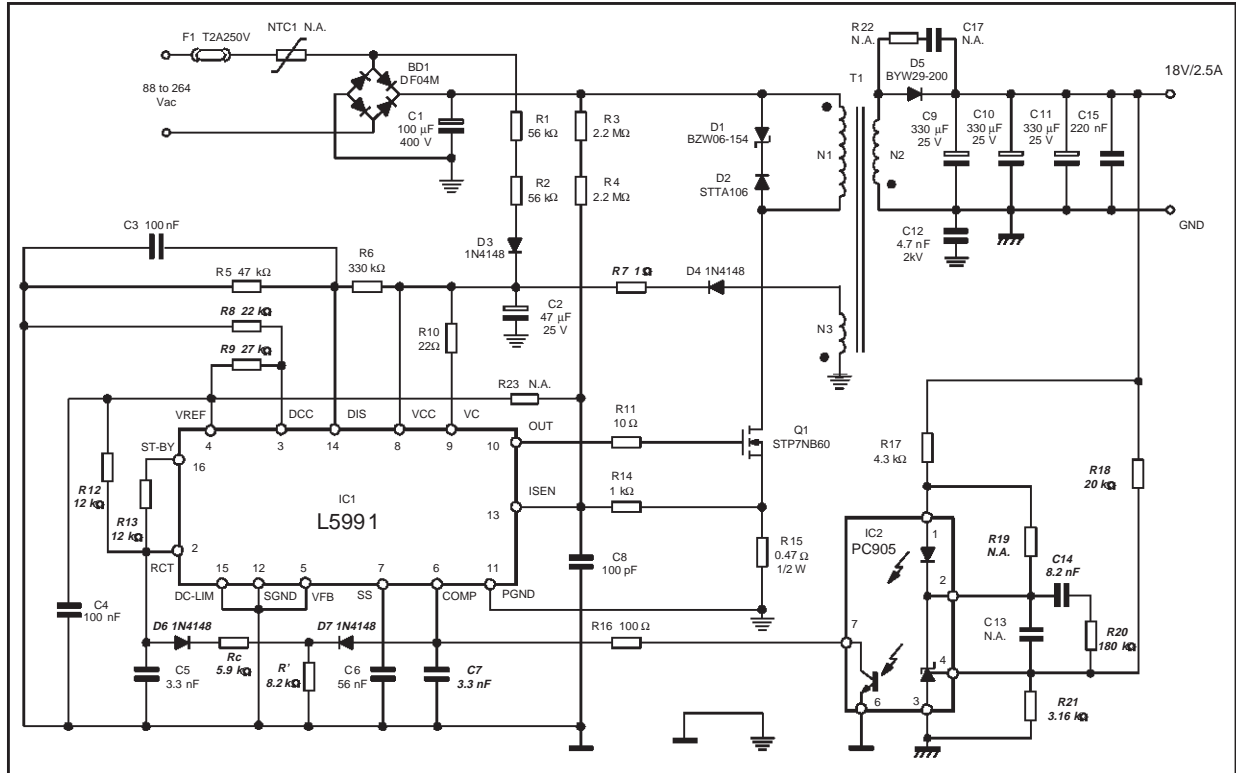 F1 T2A250V
NTC1 N.A.
88 to 264
Vac
BD1
DF04M
C1
100 µF
400 V
R1
56 kΩ
R2
56 kΩ
R3
2.2 MΩ
R4
2.2 MΩ
D1
BZW06-154
D2
STTA106
T1
N1
N2
N3
R22
N.A.
C17
N.A.
D5
BYW29-200
18V/2.5A
C9
330 µF
25 V
C10
330 µF
25 V
C11
330 µF
25 V
C15
220 nF
GND
C12
4.7 nF
2kV
C3 100nF
R5 47 kΩ
R6
330 kΩ
D3
1N4148
R7 1Ω
D4 1N4148
C2
47 µF
25 V
R8 22 kΩ
R9 27 kΩ
R10
22Ω
R23 N.A.
VREF
DCC
DIS
VCC
VC
OUT
4
3
14
8
9
10
ST-BY
16
R12
12 kΩ
R13
12 kΩ
IC1
L5991
ISEN
13
R11
10 Ω
Q1
STP7NB60
R14
1 kΩ
R15
0.47 Ω
1/2 W
2
RCT
15
12
5
7
6
11
DC-LIM
SGND
VFB
SS
COMP
PGND
C8
100 pF
C4
100 nF
D6 1N4148
D7 1N4148
R16 100 Ω
Rc
5.9 kΩ
R'
8.2 kΩ
C5
3.3 nF
C6
56 nF
C7
3.3 nF
R17
4.3 kΩ
R18
20 kΩ
IC2
PC905
1
2
4
3
7
6
R19
N.A.
C14
8.2 nF
C13
N.A.
R20
180 kΩ
R21
3.16 kΩ